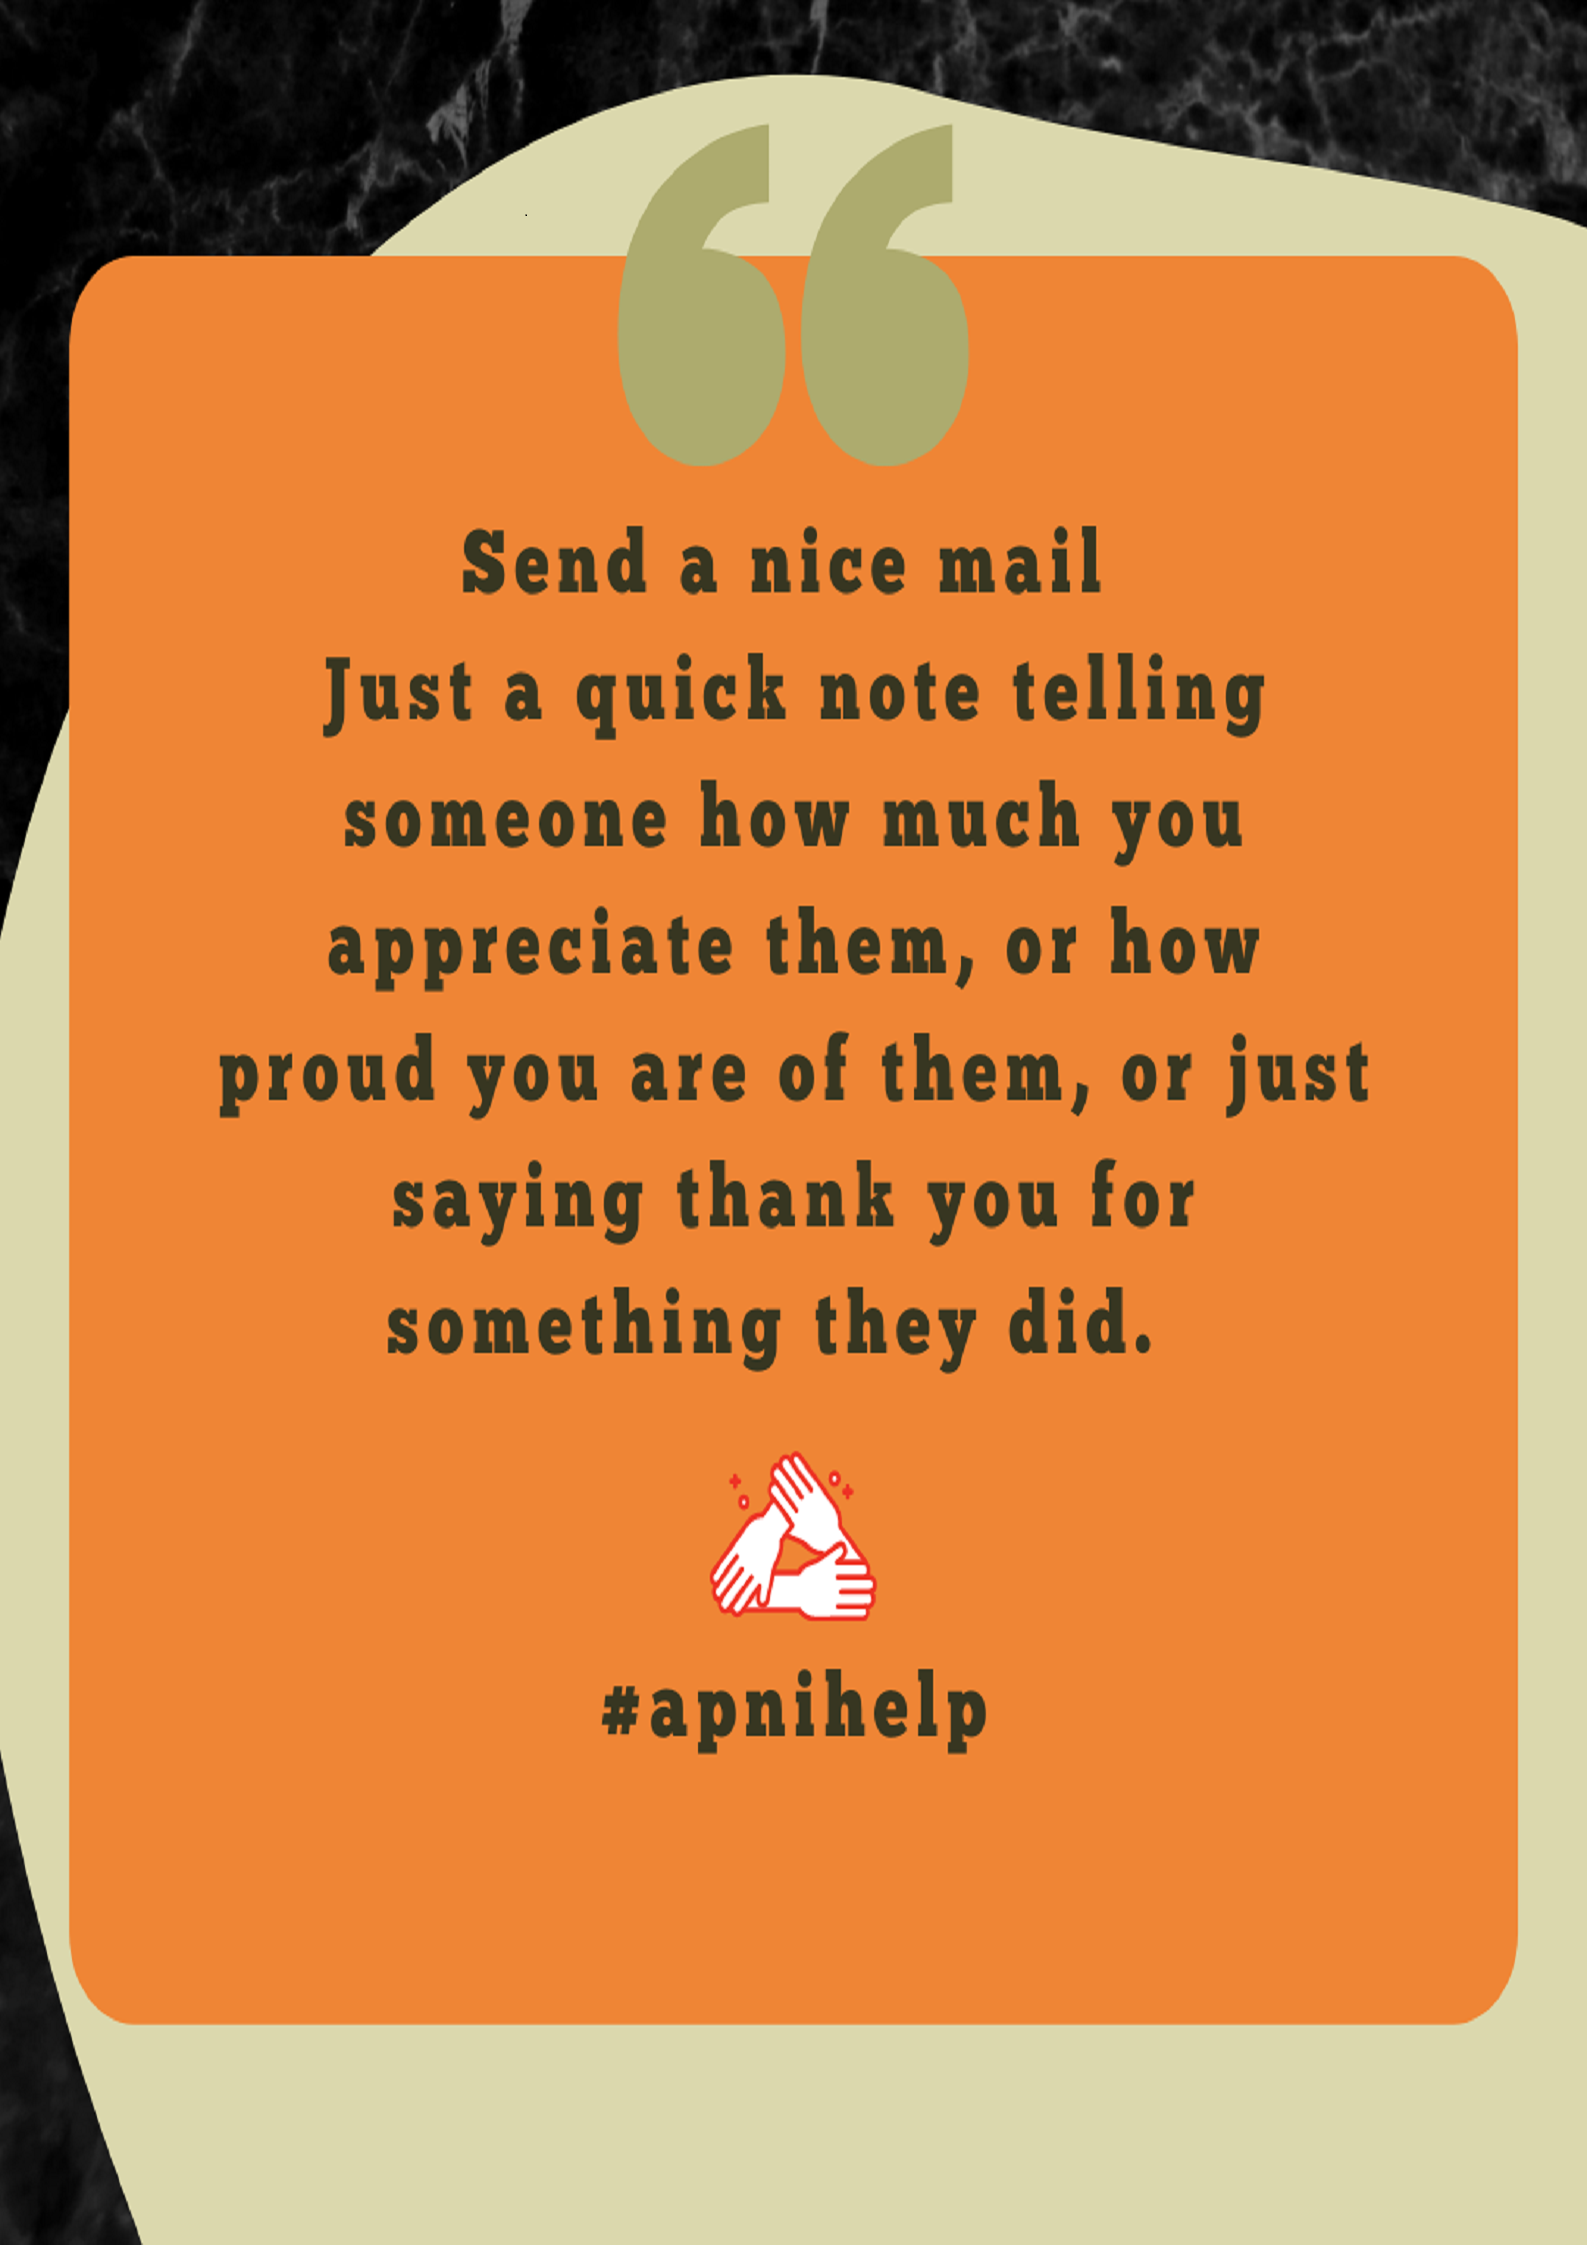 Send a nice mail
Just a quick note telling
someone how much you
appreciate them, or how
proud you are of them, or just
saying thank you for
something they did.
#apnihelp